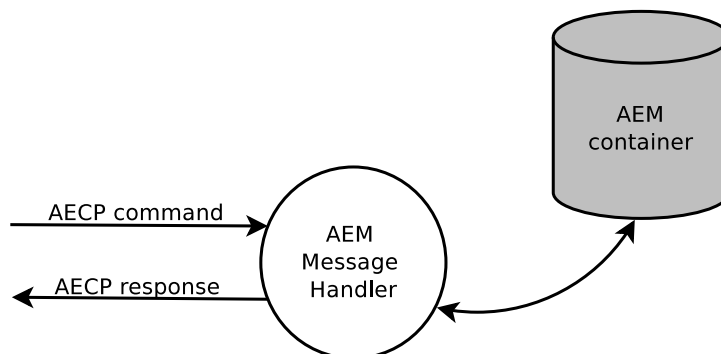 AEM
container
AECP command
AECP response
AEM
Message
Handler